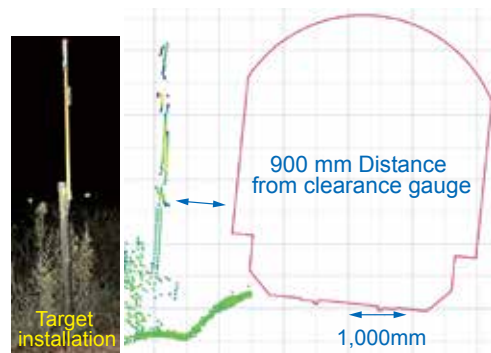 900 mm Distance
from clearance gauge
Target
installation
1,000mm